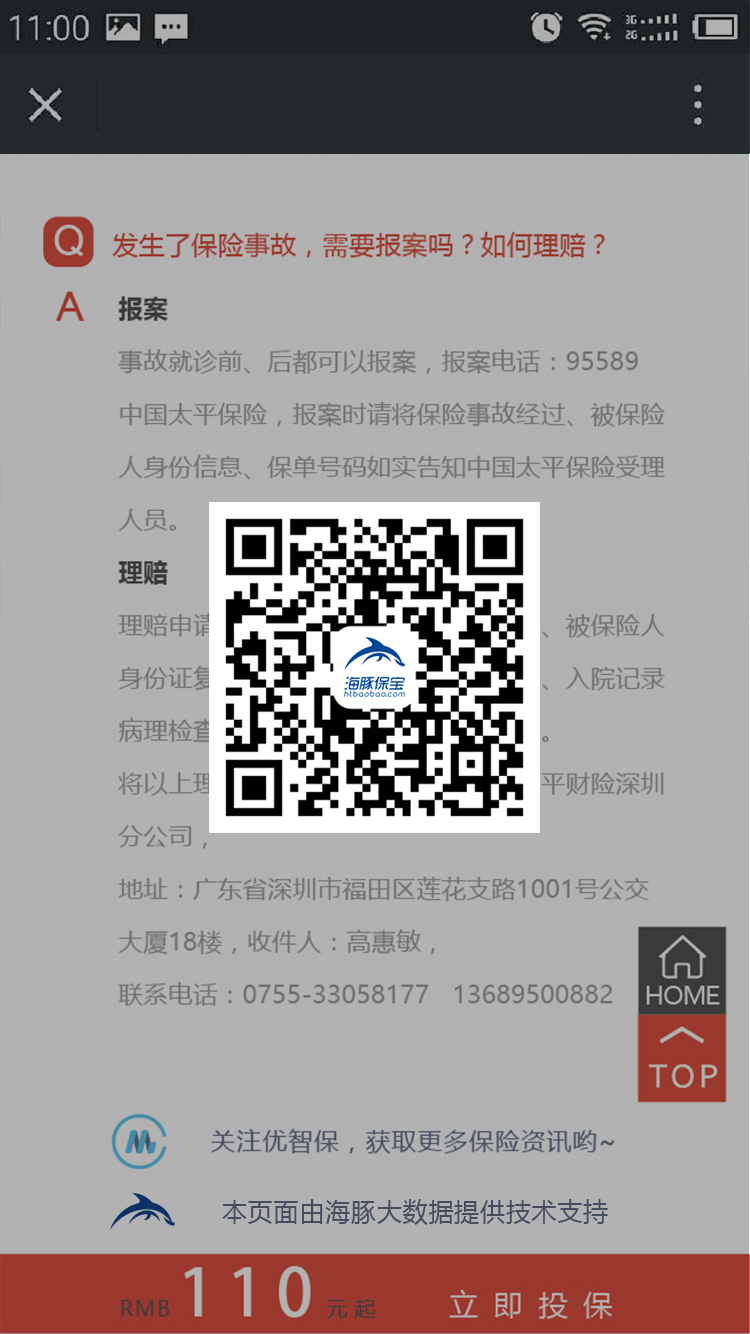 11:00
3G
2G
Q 发生了保险事故，需要报案吗？如何理赔？
A 报案
事故就诊前、后都可以报案，报案电话：95589
中国太平保险，报案时请将保险事故经过、被保险
人身份信息、保单号码如实告知中国太平保险受理
人员。
理赔
理赔申请 、被保险人
身份证复 、入院记录
病理检查 。
将以上理 平财险深圳
分公司，
海豚保宝
htbaobao.com
地址：广东省深圳市福田区莲花支路1001号公交
大厦18楼，收件人：高惠敏，
联系电话：0755-33058177 13689500882
HOME
TOP
关注优智保，获取更多保险资讯哟~
本页面由海豚大数据提供技术支持
RMB 110 元起 立即投保